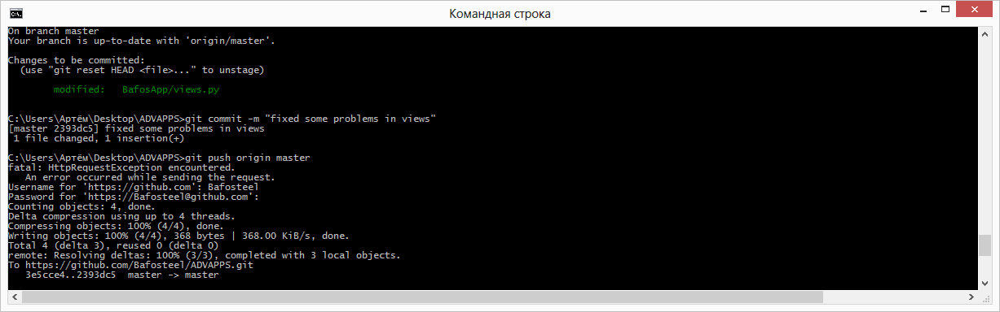 Командная строка
On branch master
Your branch is up-to-date with 'origin/master'.
Changes to be committed:
(use "git reset HEAD <file>..." to unstage)
modified: BafosApp/views.py
C:\Users\Артём\Desktop\ADVAPPS>git commit -m "fixed some problems in views"
[master 2393dc5] fixed some problems in views
1 file changed, 1 insertion(+)
C:\Users\Артём\Desktop\ADVAPPS>git push origin master
fatal: HttpRequestException encountered.
An error occurred while sending the request.
Username for 'https://github.com': Bafosteel
Password for 'https://Bafosteel@github.com':
Counting objects: 4, done.
Delta compression using up to 4 threads.
Compressing objects: 100% (4/4), done.
Writing objects: 100% (4/4), 368 bytes | 368.00 KiB/s, done.
Total 4 (delta 3), reused 0 (delta 0)
remote: Resolving deltas: 100% (3/3), completed with 3 local objects.
To https://github.com/Bafosteel/ADVAPPS.git
3e5cce4..2393dc5 master -> master